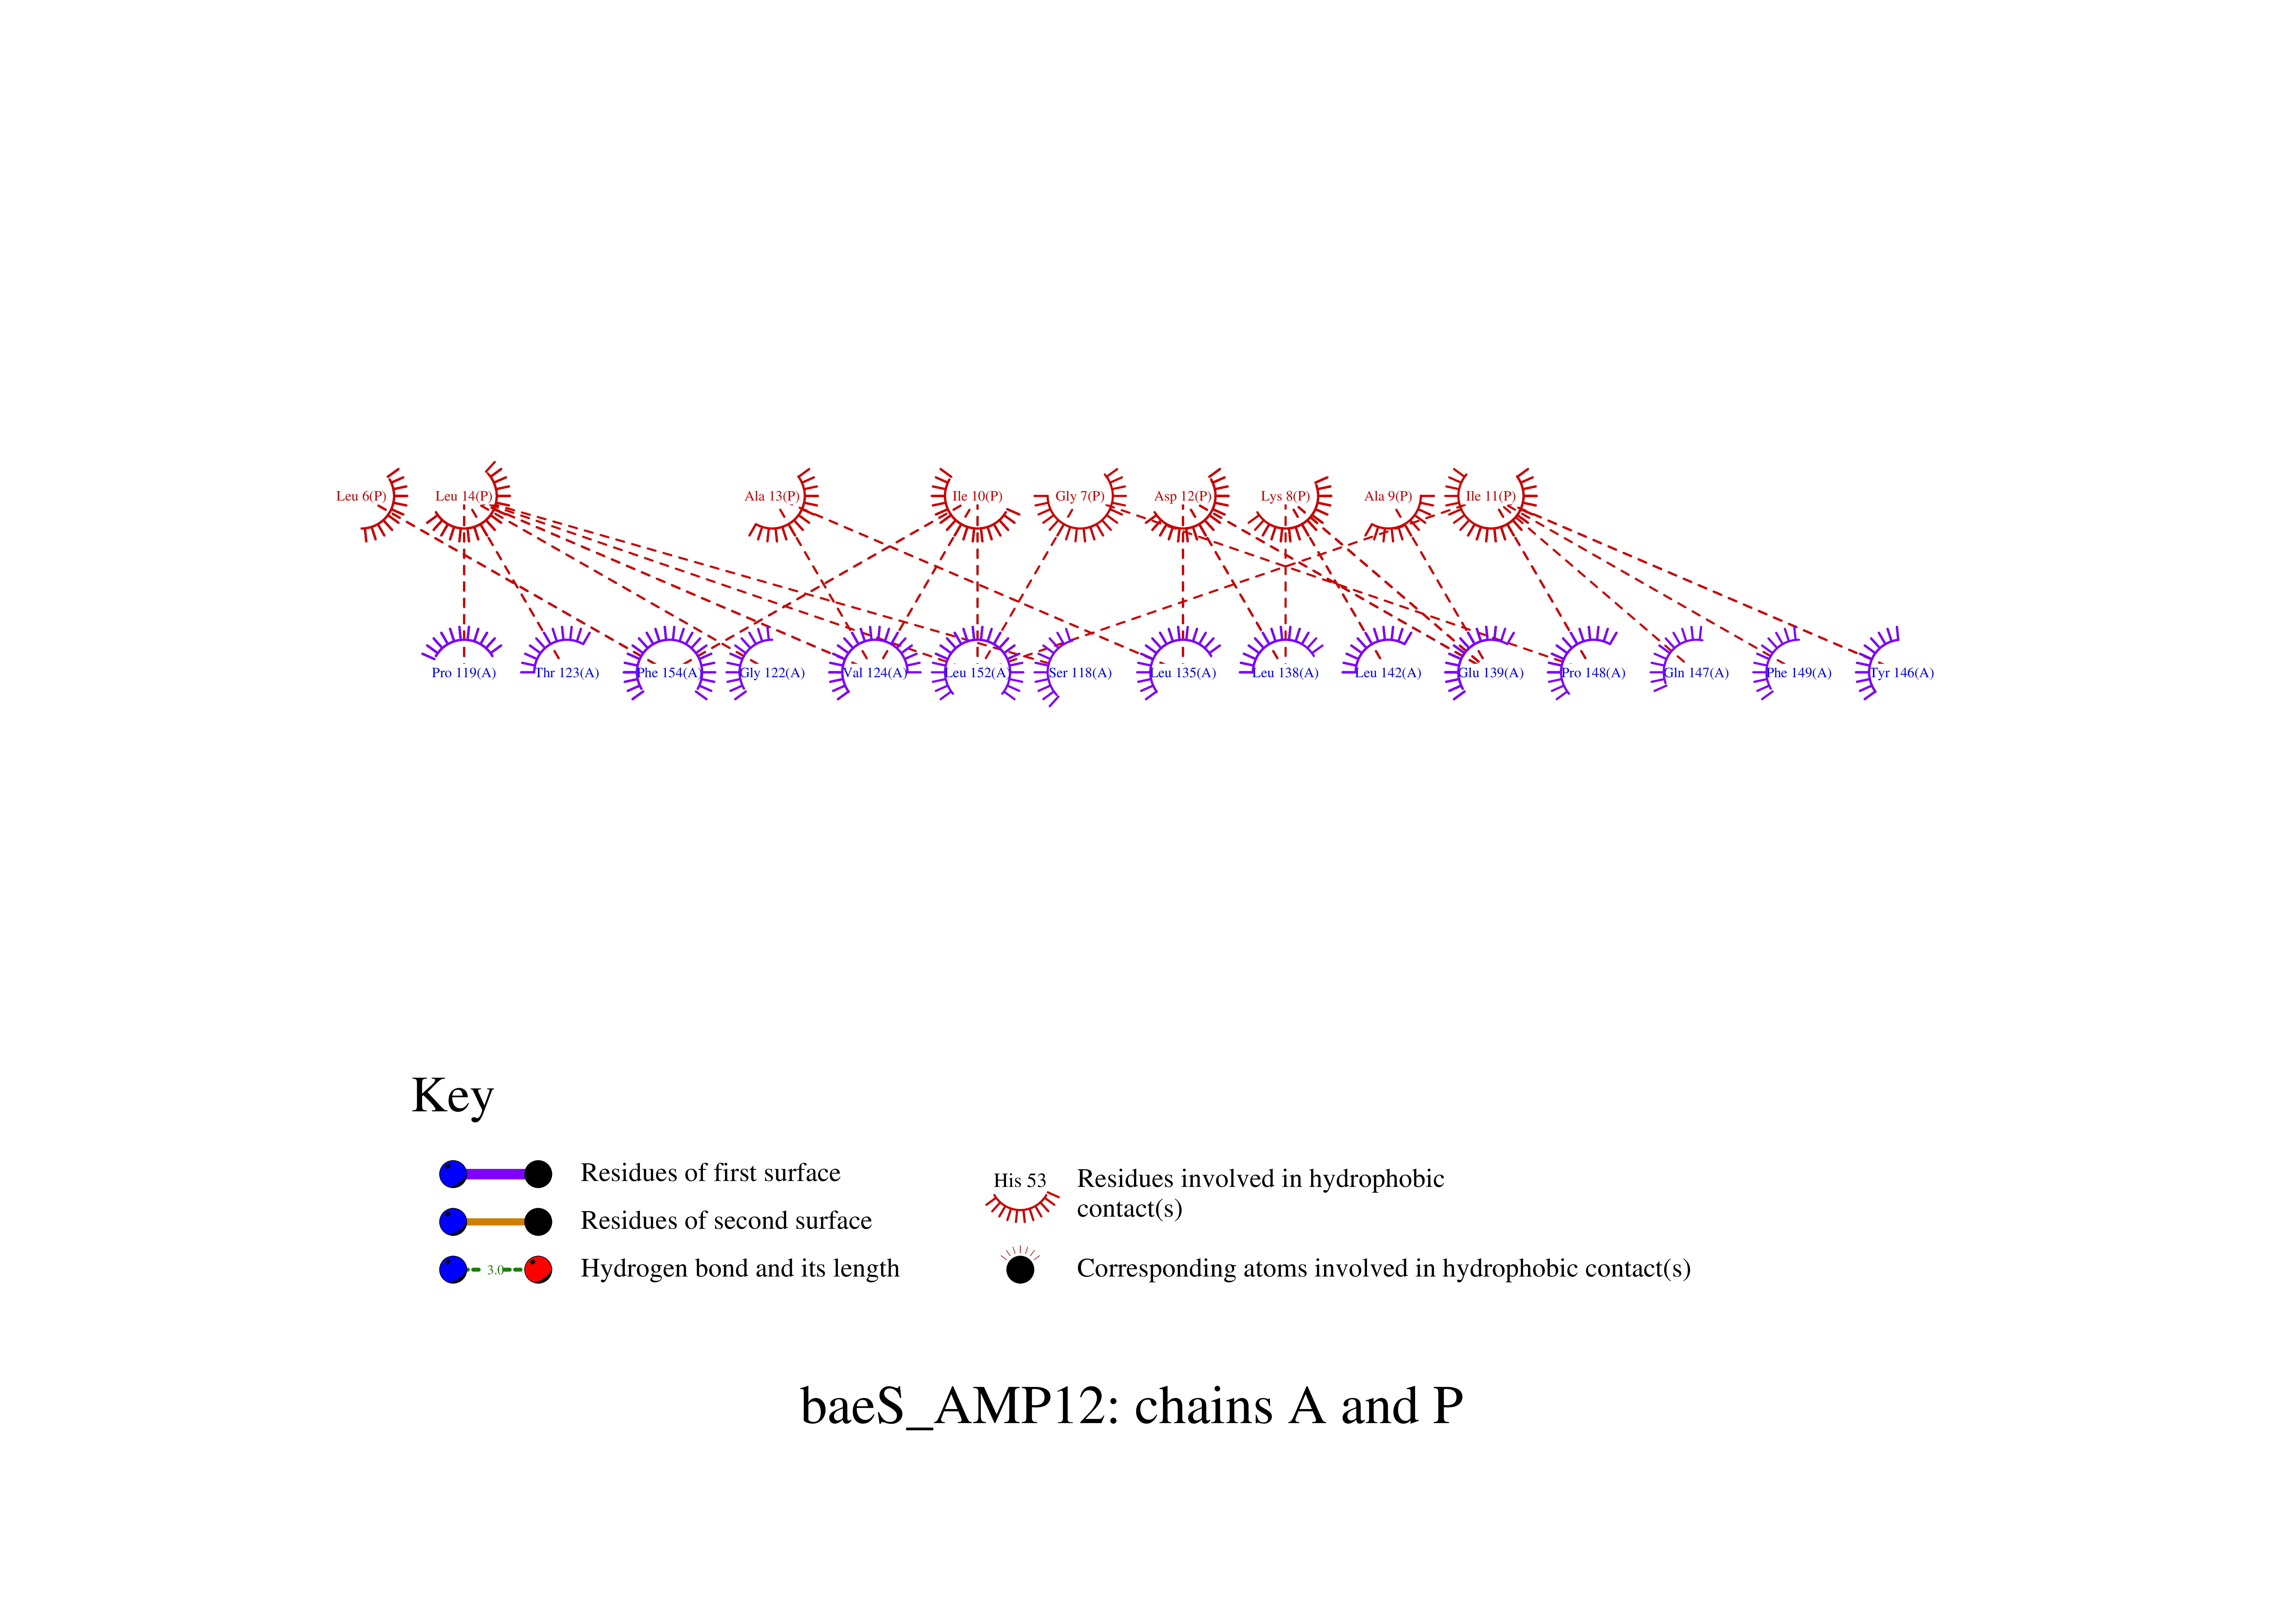 Leu 6(P) Leu 14(P) Ala 13(P) Ile 10(P) Gly 7(P) Asp 12(P) Lys 8(P) Ala 9(P) Ile 11(P)
Pro 119(A) Thr 123(A) Phe 154(A) Gly 122(A) Val 124(A) Leu 152(A) Ser 118(A) Leu 135(A) Leu 138(A) Leu 142(A) Glu 139(A) Pro 148(A) Gln 147(A) Phe 149(A) Tyr 146(A)
Key
Residues of first surface
Residues of second surface
3.0
Hydrogen bond and its length
His 53
Residues involved in hydrophobic
contact(s)
Corresponding atoms involved in hydrophobic contact(s)
baeS_AMP12: chains A and P